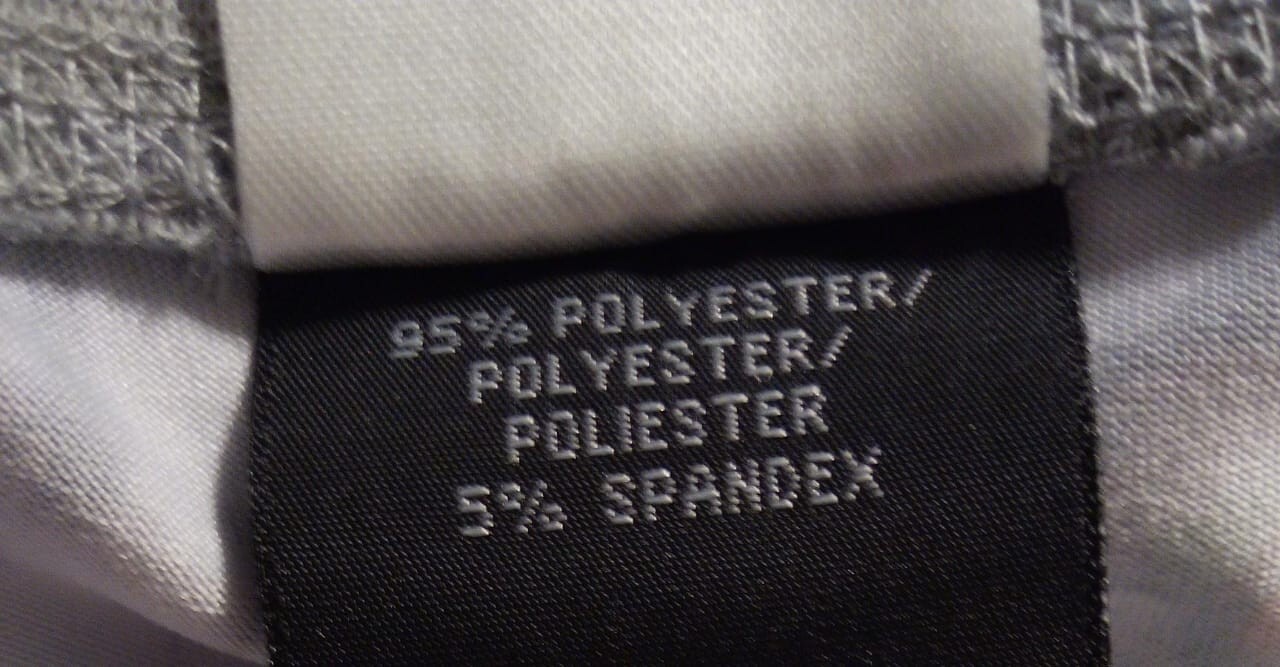 95% POLYESTER/
POLYESTER/
POLIESTER
5% SPANDEX